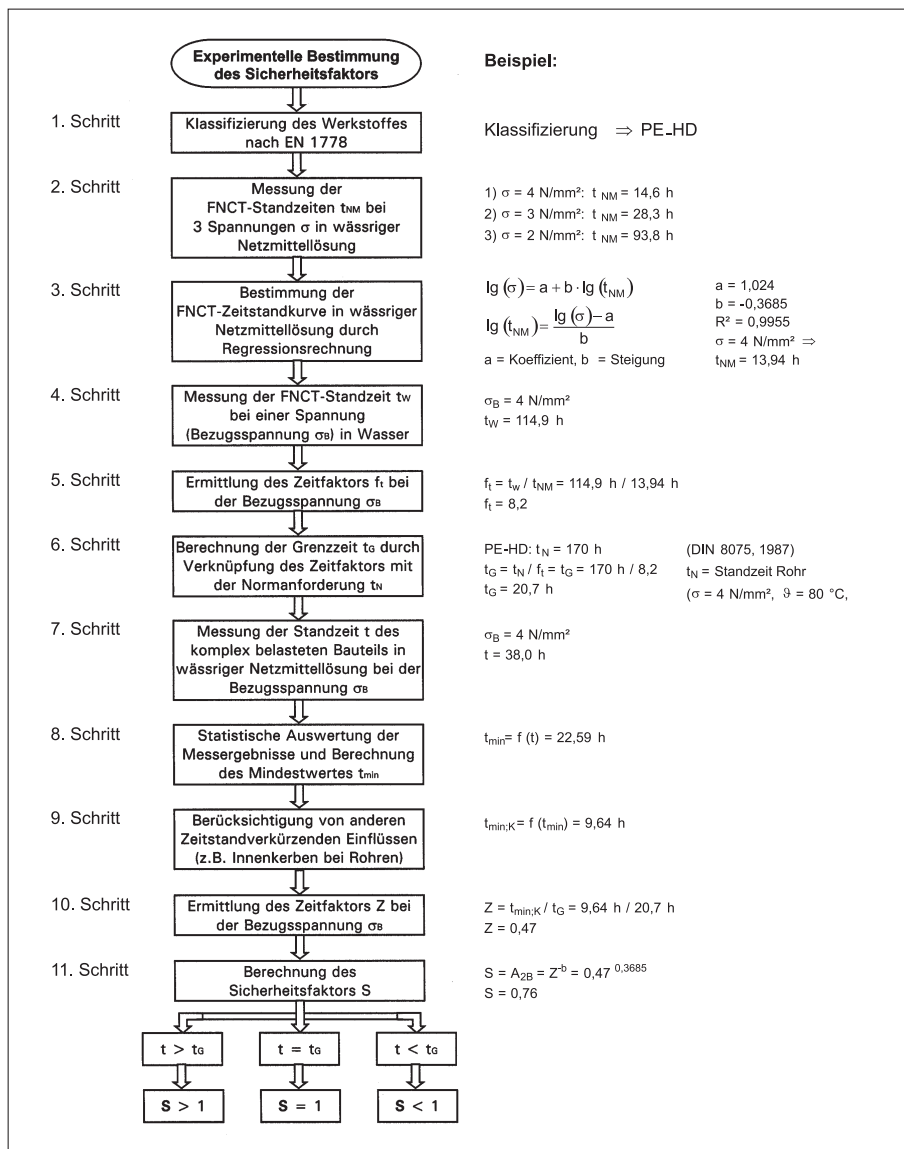 Experimentelle Bestimmung
des Sicherheitsfaktors
Beispiel:
1. Schritt
Klassifizierung des Werkstoffes
nach EN 1778
Klassifizierung ⇒ PE-HD
2. Schritt
Messung der
FNCT-Standzeiten tNM bei
3 Spannungen σ in wässriger
Netzmittellösung
1) σ = 4 N/mm²: t NM = 14,6 h
2) σ = 3 N/mm²: t NM = 28,3 h
3) σ = 2 N/mm²: t NM = 93,8 h
3. Schritt
Bestimmung der
FNCT-Zeitstandkurve in wässriger
Netzmittellösung durch
Regressionsrechnung
lg (σ) = a + b · lg (tNM)
lg (tNM) = lg (σ) – a / b
a = Koeffizient, b = Steigung
a = 1,024
b = -0,3685
R² = 0,9955
σ = 4 N/mm² ⇒
tNM = 13,94 h
4. Schritt
Messung der FNCT-Standzeit tw
bei einer Spannung
(Bezugsspannung σB) in Wasser
σB = 4 N/mm²
tW = 114,9 h
5. Schritt
Ermittlung des Zeitfaktors ft bei
der Bezugsspannung σB
ft = tw / tNM = 114,9 h / 13,94 h
ft = 8,2
6. Schritt
Berechnung der Grenzzeit tG durch
Verknüpfung des Zeitfaktors mit
der Normanforderung tN
PE-HD: tN = 170 h
tG = tN / ft = tG = 170 h / 8,2
tG = 20,7 h
(DIN 8075, 1987)
tN = Standzeit Rohr
(σ = 4 N/mm², ϑ = 80 °C,
7. Schritt
Messung der Standzeit t des
komplex belasteten Bauteils in
wässriger Netzmittellösung bei der
Bezugsspannung σB
σB = 4 N/mm²
t = 38,0 h
8. Schritt
Statistische Auswertung der
Messergebnisse und Berechnung
des Mindestwertes tmin
tmin= f (t) = 22,59 h
9. Schritt
Berücksichtigung von anderen
Zeitstandverkürzenden Einflüssen
(z.B. Innenkerben bei Rohren)
tmin;K= f (tmin) = 9,64 h
10. Schritt
Ermittlung des Zeitfaktors Z bei
der Bezugsspannung σB
Z = tmin;K / tG = 9,64 h / 20,7 h
Z = 0,47
11. Schritt
Berechnung des
Sicherheitsfaktors S
S = A2B = Z-b = 0,47 0,3685
S = 0,76
t > tG
t = tG
t < tG
S > 1
S = 1
S < 1